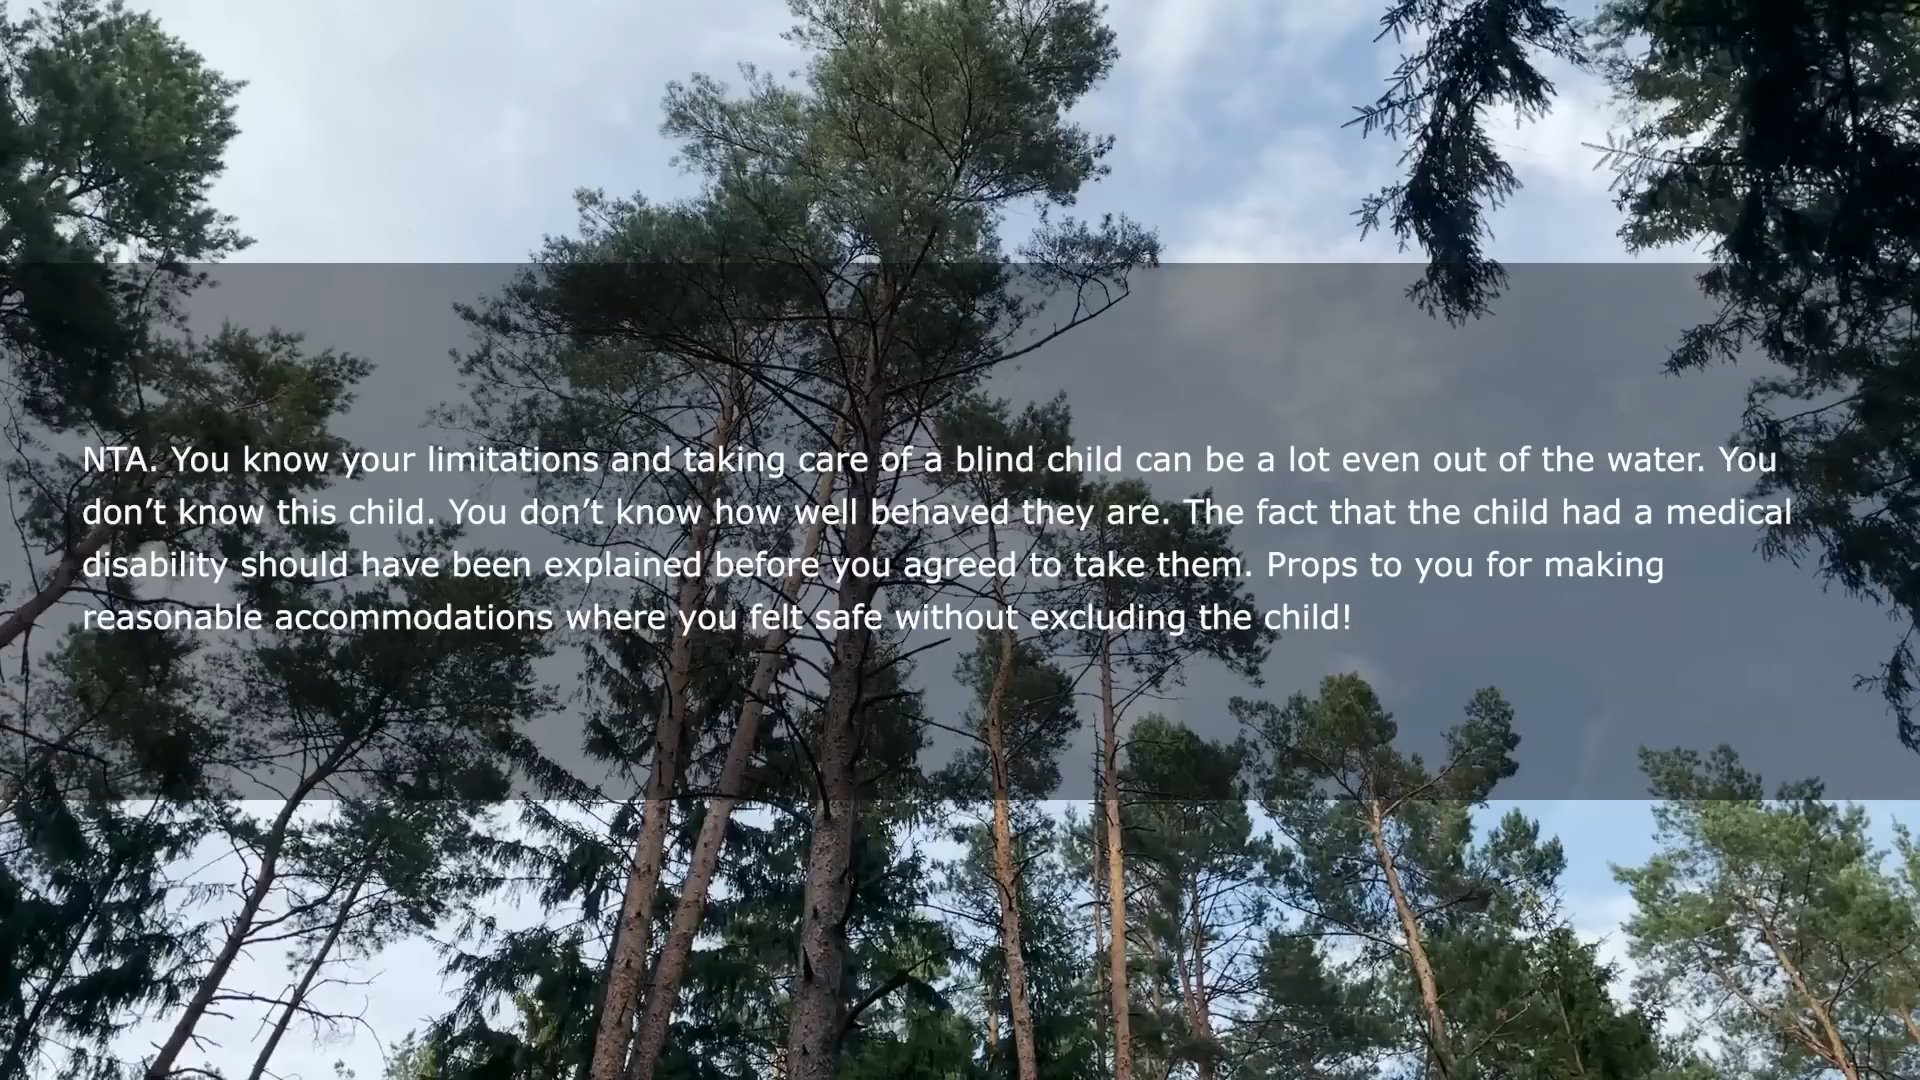 NTA. You know your limitations and taking care of a blind child can be a lot even out of the water. You
don’t know this child. You don’t know how well behaved they are. The fact that the child had a medical
disability should have been explained before you agreed to take them. Props to you for making
reasonable accommodations where you felt safe without excluding the child!